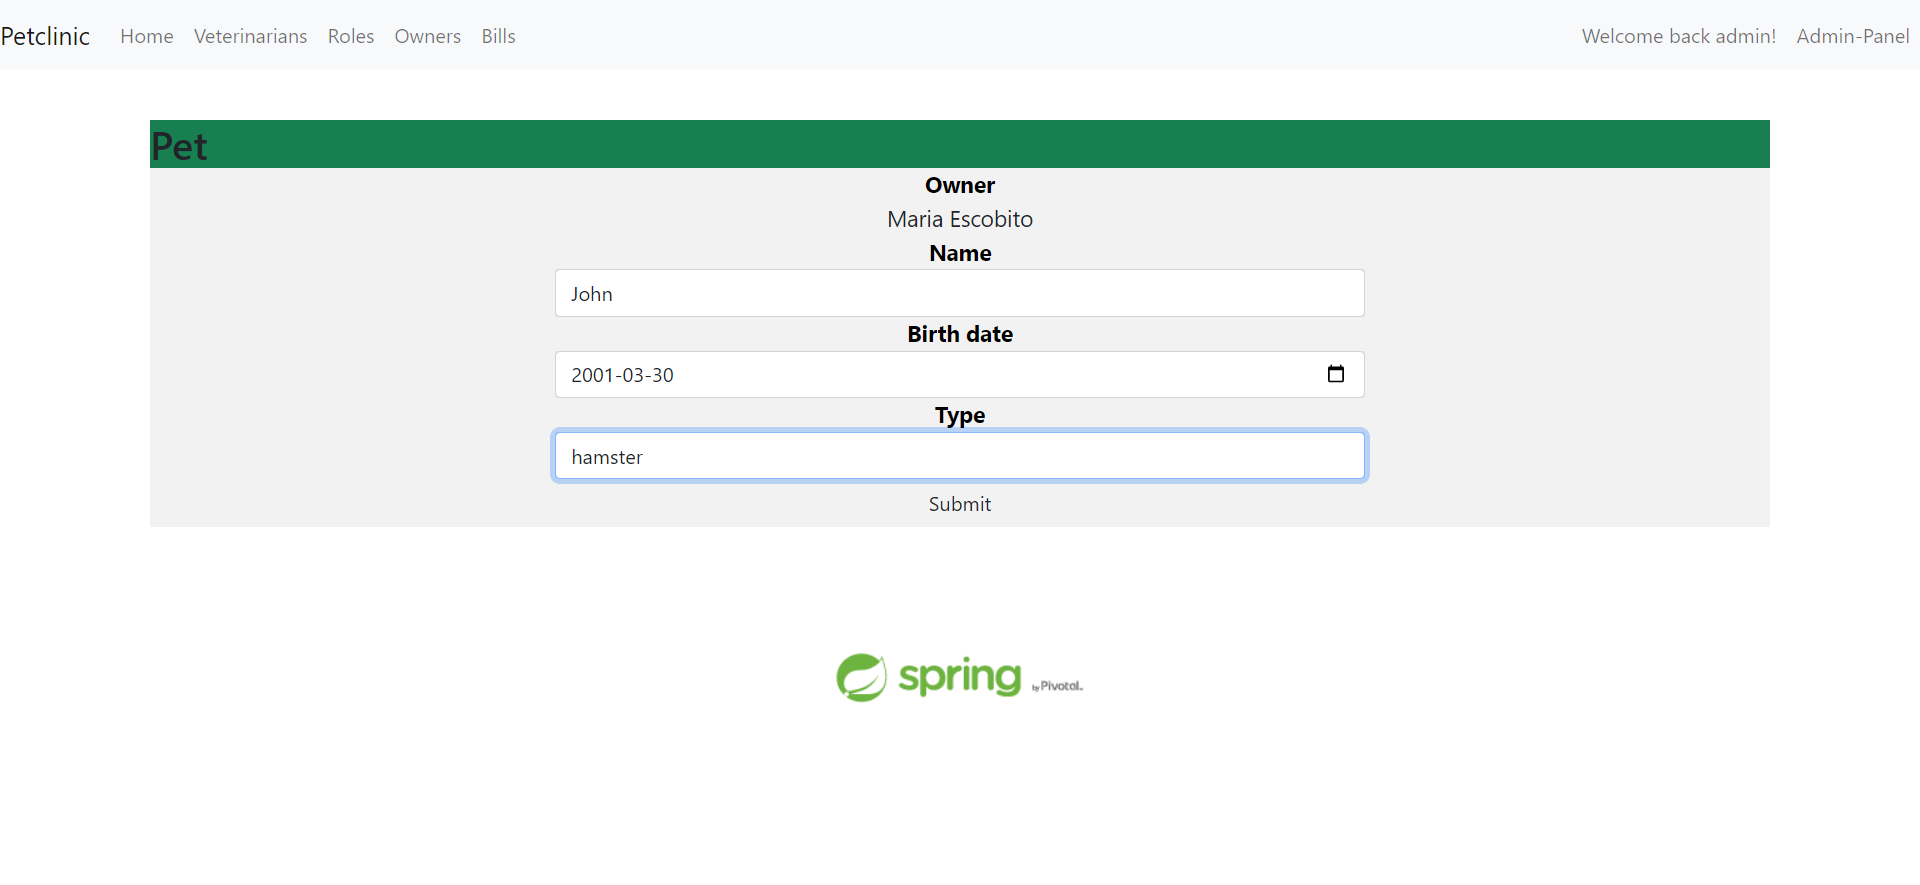 Petclinic Home Veterinarians Roles Owners Bills Welcome back admin! Admin-Panel
Pet
Owner
Maria Escobito
Name
John
Birth date
2001-03-30
Type
hamster
Submit
spring by Pivotal.